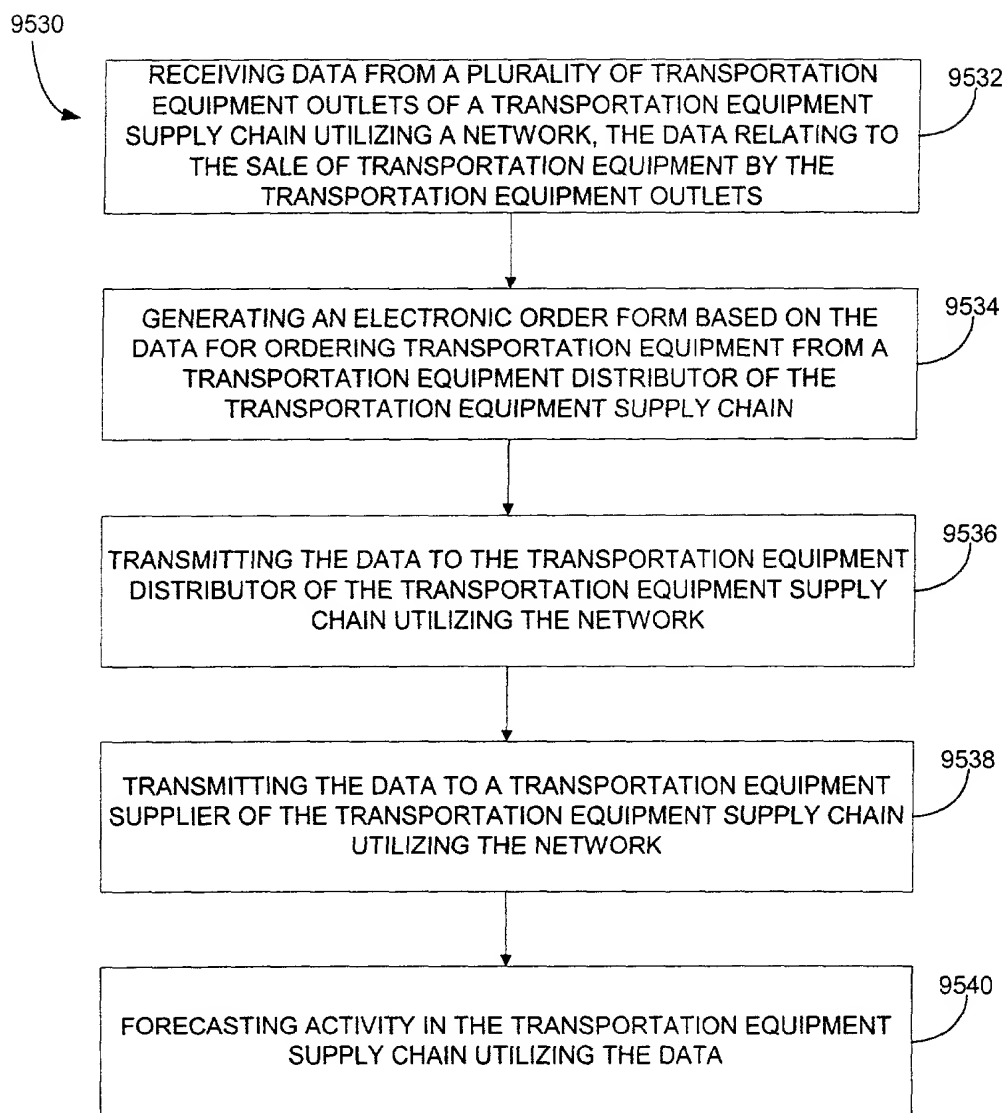 9530
RECEIVING DATA FROM A PLURALITY OF TRANSPORTATION
EQUIPMENT OUTLETS OF A TRANSPORTATION EQUIPMENT
SUPPLY CHAIN UTILIZING A NETWORK, THE DATA RELATING TO
THE SALE OF TRANSPORTATION EQUIPMENT BY THE
TRANSPORTATION EQUIPMENT OUTLETS
9532
GENERATING AN ELECTRONIC ORDER FORM BASED ON THE
DATA FOR ORDERING TRANSPORTATION EQUIPMENT FROM A
TRANSPORTATION EQUIPMENT DISTRIBUTOR OF THE
TRANSPORTATION EQUIPMENT SUPPLY CHAIN
9534
TRANSMITTING THE DATA TO THE TRANSPORTATION EQUIPMENT
DISTRIBUTOR OF THE TRANSPORTATION EQUIPMENT SUPPLY
CHAIN UTILIZING THE NETWORK
9536
TRANSMITTING THE DATA TO A TRANSPORTATION EQUIPMENT
SUPPLIER OF THE TRANSPORTATION EQUIPMENT SUPPLY CHAIN
UTILIZING THE NETWORK
9538
FORECASTING ACTIVITY IN THE TRANSPORTATION EQUIPMENT
SUPPLY CHAIN UTILIZING THE DATA
9540